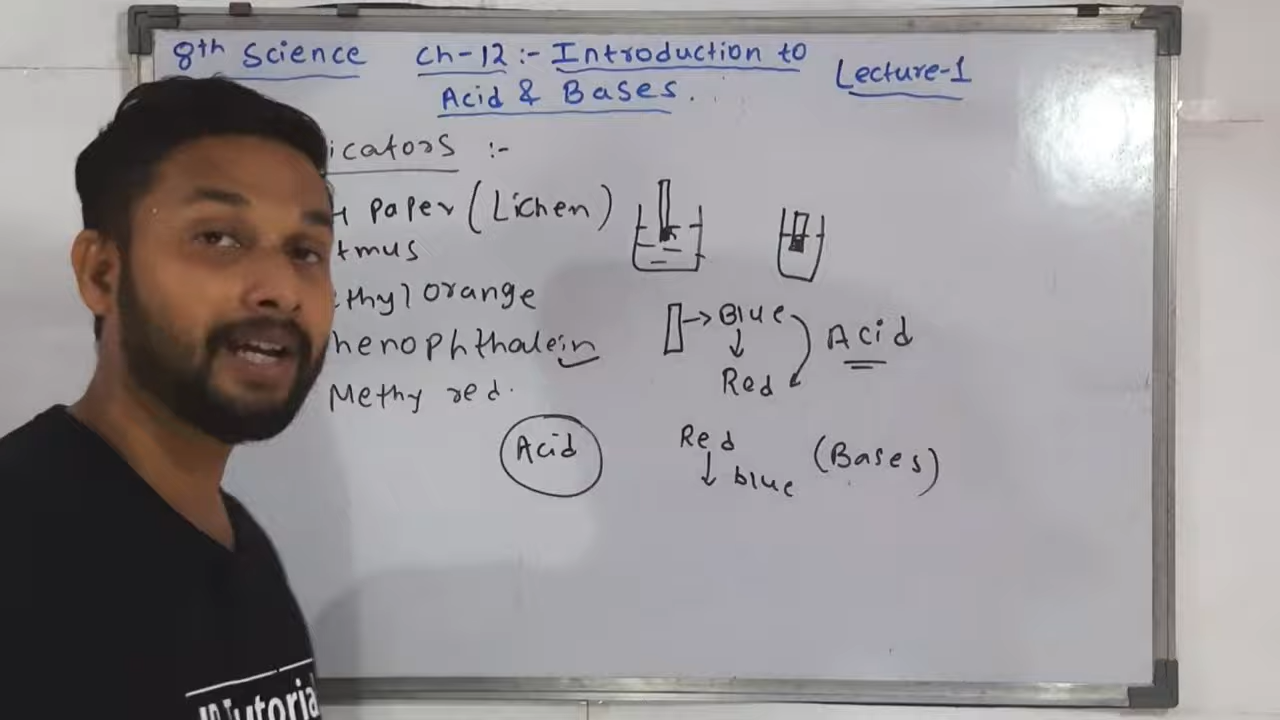 8th Science Ch-12:- Introduction to Lecture-1
Acid & Bases.
icators :-
paper (Lichen)
tmus
thyl orange
henophthalein
Methy red.
Blue
Acid
Red
Acid
Red
(Bases)
blue
Tutorial